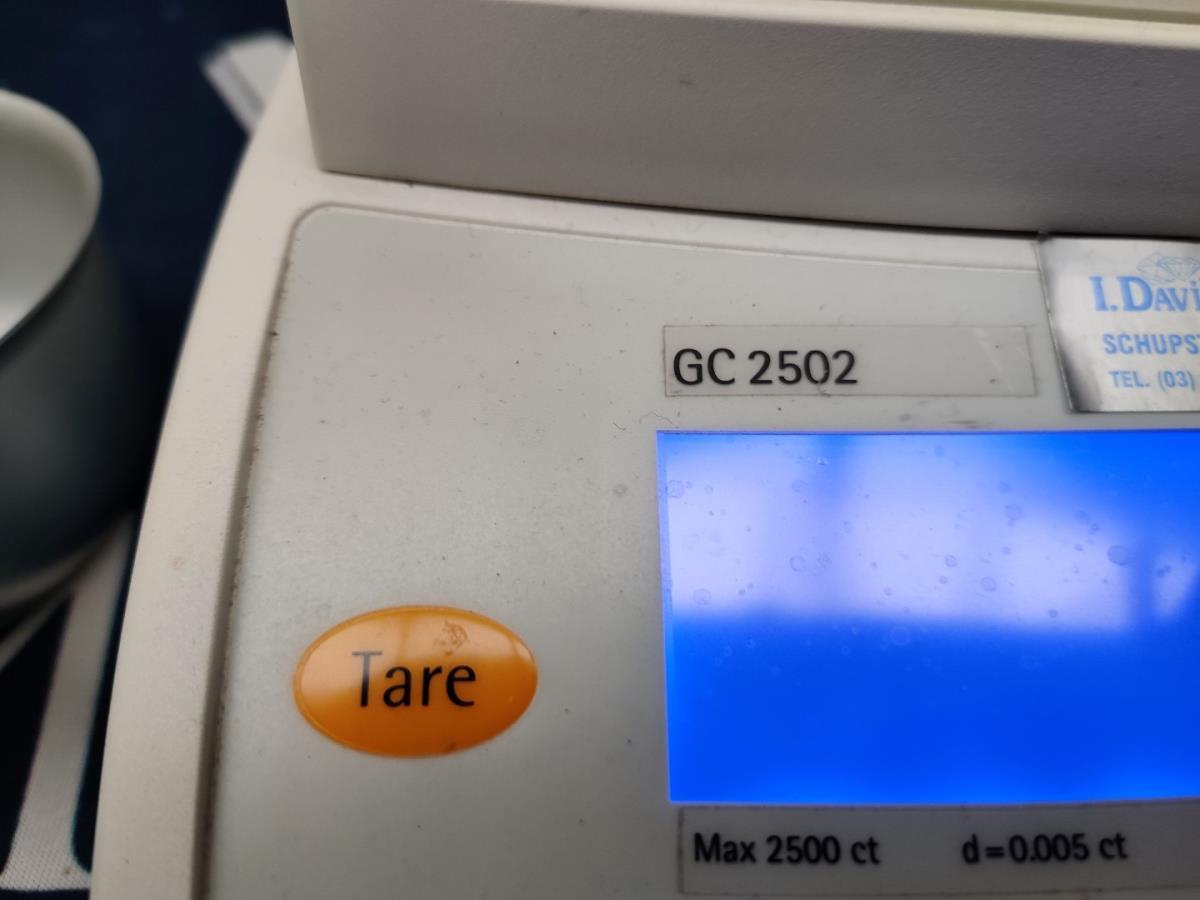 GC 2502
I.DAVI
SCHUPST
TEL. (03)
Tare
Max 2500 ct d=0.005 ct